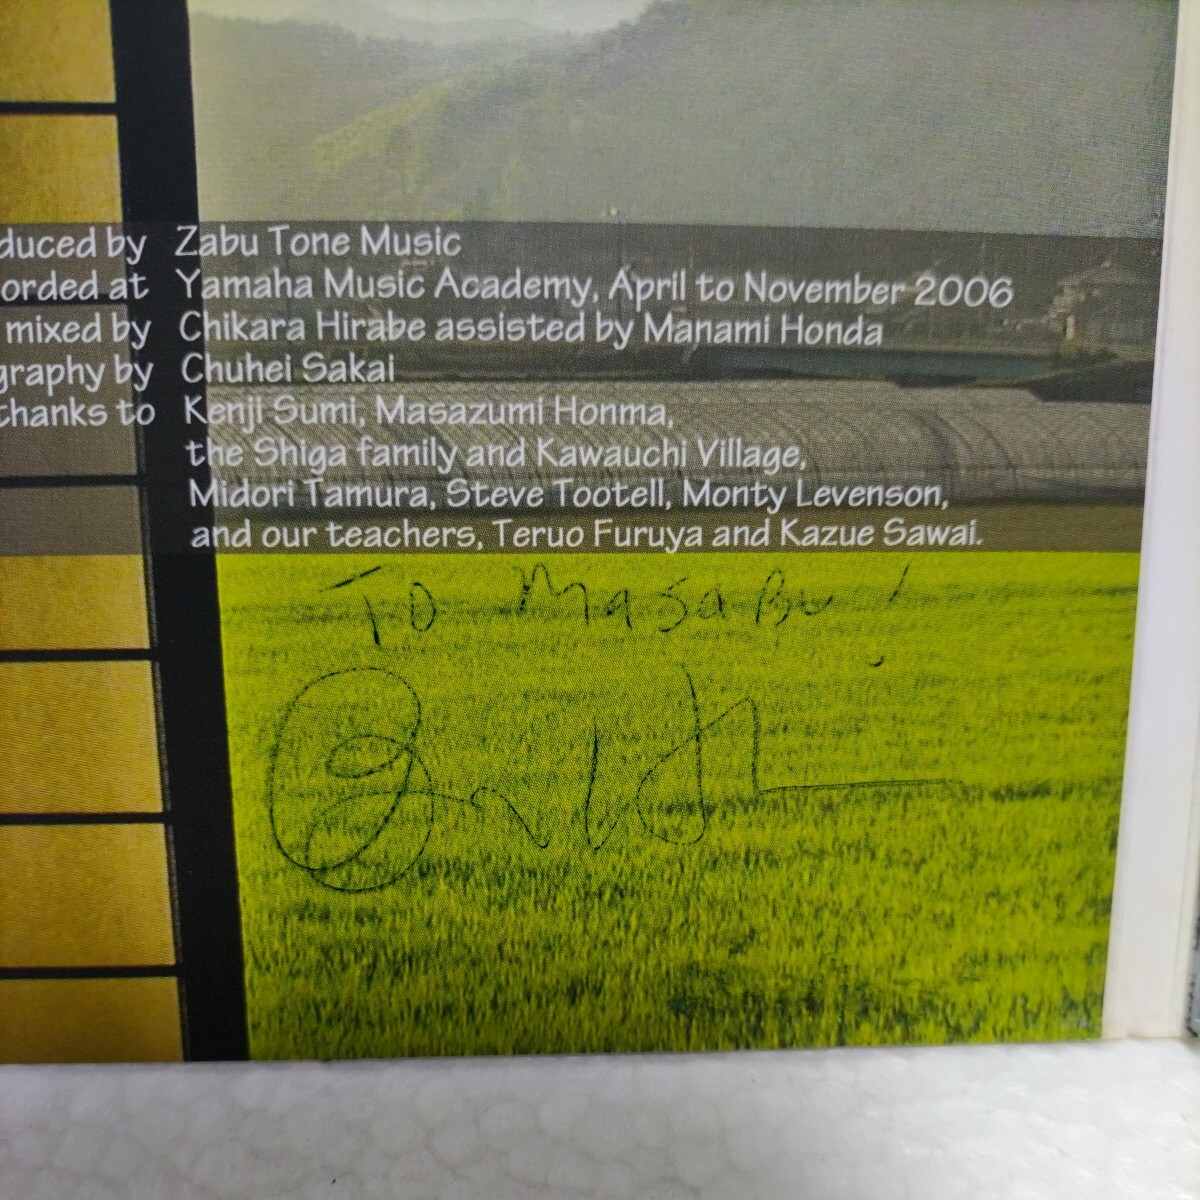 duced by Zabu Tone Music
orded at Yamaha Music Academy, April to November 2006
mixed by Chikara Hirabe assisted by Manami Honda
graphy by Chuhei Sakai
thanks to Kenji Sumi, Masazumi Honma,
the Shiga family and Kawauchi Village,
Midori Tamura, Steve Tootell, Monty Levenson,
and our teachers, Teruo Furuya and Kazue Sawai.
To Masabu!